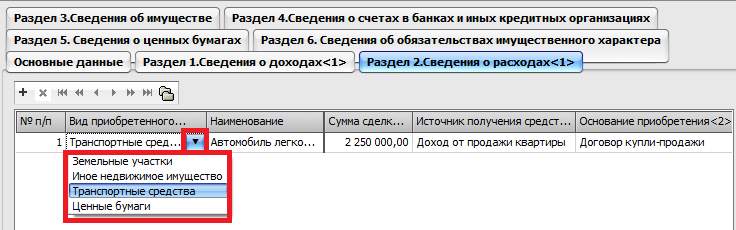 Раздел 3.Сведения об имуществе Раздел 4.Сведения о счетах в банках и иных кредитных организациях
Раздел 5. Сведения о ценных бумагах Раздел 6. Сведения об обязательствах имущественного характера
Основные данные Раздел 1.Сведения о доходах<1> Раздел 2.Сведения о расходах<1>
№ п/п Вид приобретенного... Наименование Сумма сделк... Источник получения средст... Основание приобретения<2>
1 Транспортные сред... Автомобиль легко... 2 250 000,00 Доход от продажи квартиры Договор купли-продажи
Земельные участки
Иное недвижимое имущество
Транспортные средства
Ценные бумаги